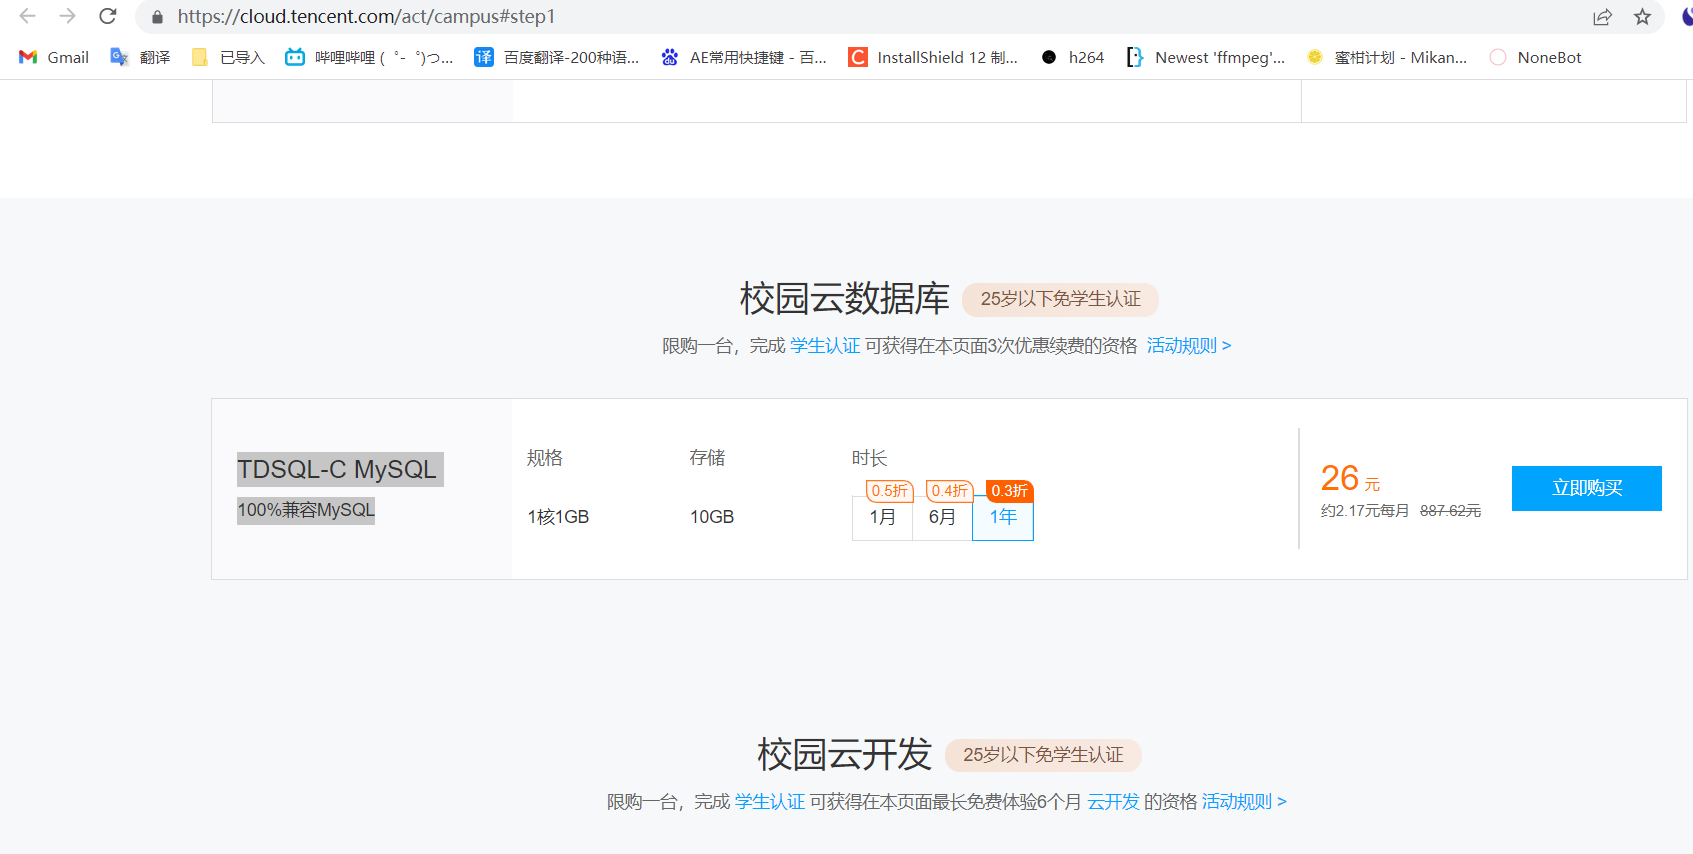 https://cloud.tencent.com/act/campus#step1
Gmail 翻译 已导入 哔哩哔哩 (゜-゜)つ... 百度翻译-200种语... AE常用快捷键 - 百... InstallShield 12 制... h264 Newest 'ffmpeg'... 蜜柑计划 - Mikan... NoneBot
校园云数据库 25岁以下免学生认证
限购一台，完成 学生认证 可获得在本页面3次优惠续费的资格 活动规则 >
TDSQL-C MySQL
100%兼容MySQL
规格 存储 时长
0.5折 0.4折 0.3折
1核1GB 10GB 1月 6月 1年
26 元
约2.17元每月 887.62元
立即购买
校园云开发 25岁以下免学生认证
限购一台，完成 学生认证 可获得在本页面最长免费体验6个月 云开发 的资格 活动规则 >